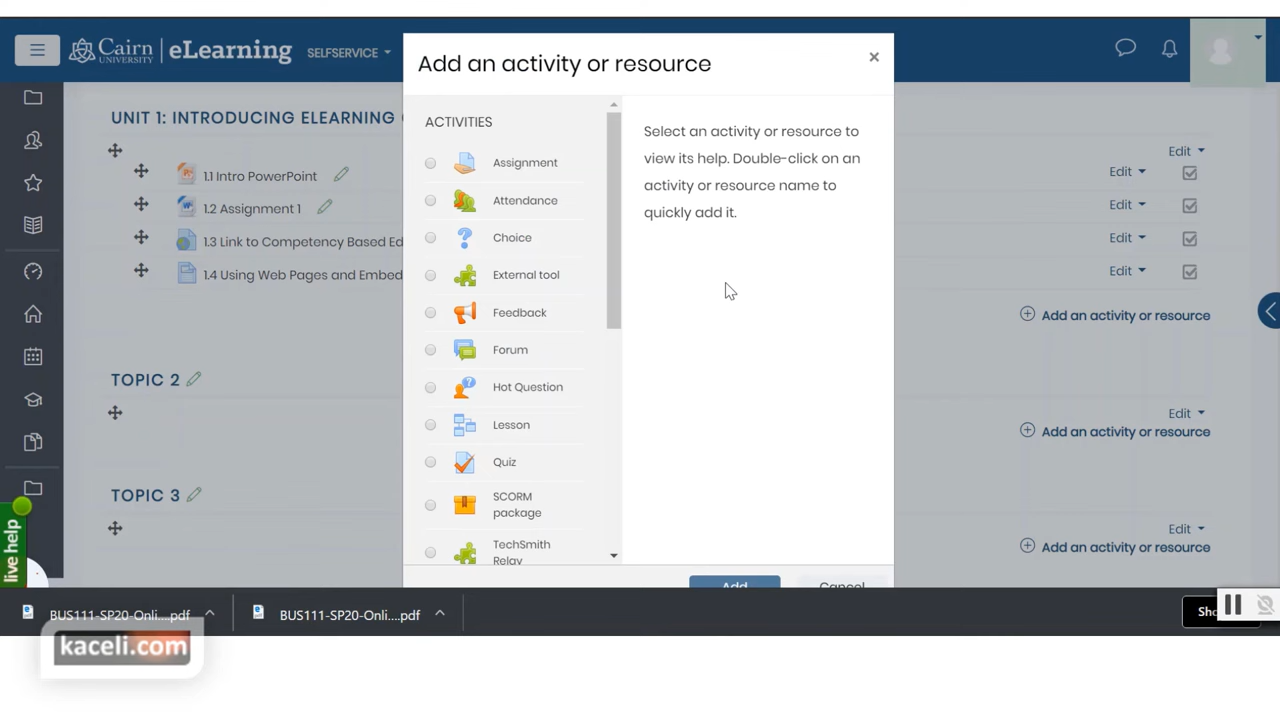 Cairn UNIVERSITY eLearning SELFSERVICE
Add an activity or resource ×
UNIT 1: INTRODUCING ELEARNING
Edit
1.1 Intro PowerPoint Edit
1.2 Assignment 1 Edit
1.3 Link to Competency Based Ed Edit
1.4 Using Web Pages and Embed Edit
Add an activity or resource
TOPIC 2
Edit
Add an activity or resource
TOPIC 3
Edit
Add an activity or resource
ACTIVITIES
Assignment
Attendance
Choice
External tool
Feedback
Forum
Hot Question
Lesson
Quiz
SCORM
package
TechSmith
Relay
Select an activity or resource to
view its help. Double-click on an
activity or resource name to
quickly add it.
Add Cancel
live help
BUS111-SP20-Onli....pdf BUS111-SP20-Onli....pdf
kaceli.com